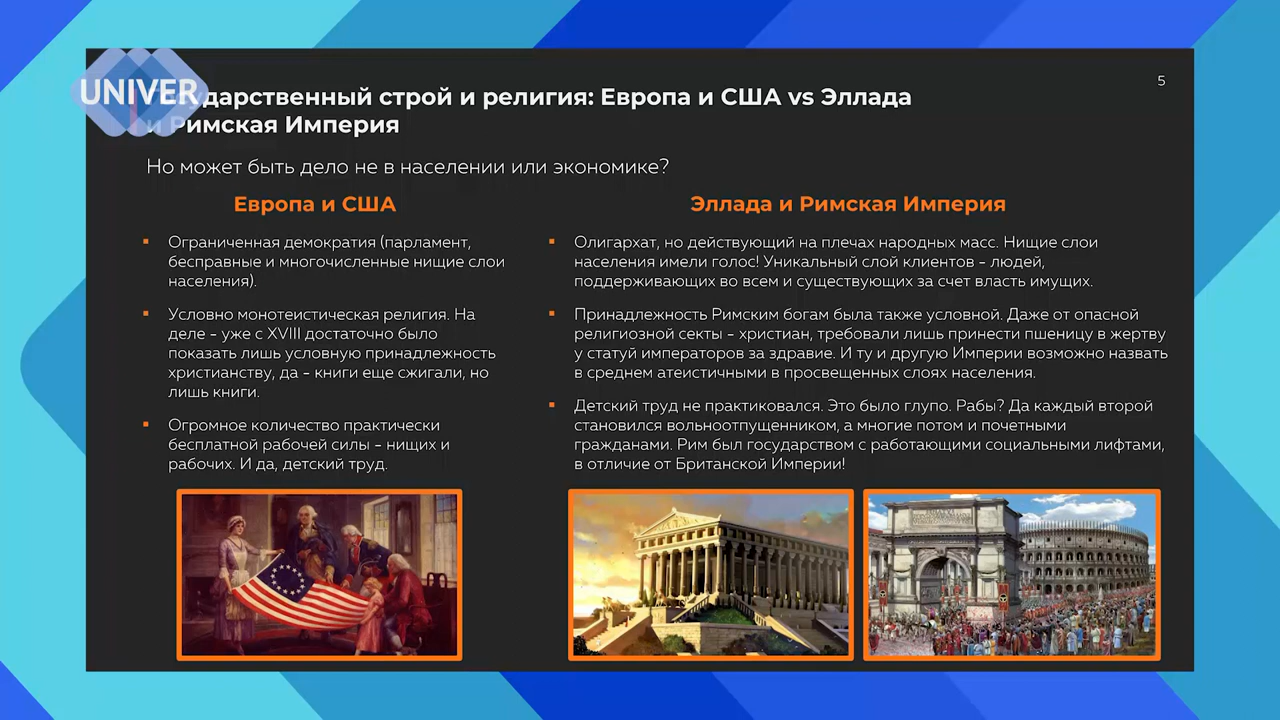 UNIVER
5
ударственный строй и религия: Европа и США vs Эллада
и Римская Империя
Но может быть дело не в населении или экономике?
Европа и США
▪ Ограниченная демократия (парламент,
бесправные и многочисленные нищие слои
населения).
▪ Условно монотеистическая религия. На
деле - уже с XVIII достаточно было
показать лишь условную принадлежность
христианству, да - книги еще сжигали, но
лишь книги.
▪ Огромное количество практически
бесплатной рабочей силы - нищих и
рабочих. И да, детский труд.
Эллада и Римская Империя
▪ Олигархат, но действующий на плечах народных масс. Нищие слои
населения имели голос! Уникальный слой клиентов - людей,
поддерживающих во всем и существующих за счет власть имущих.
▪ Принадлежность Римским богам была также условной. Даже от опасной
религиозной секты - христиан, требовали лишь принести пшеницу в жертву
у статуй императоров за здравие. И ту и другую Империи возможно назвать
в среднем атеистичными в просвещенных слоях населения.
▪ Детский труд не практиковался. Это было глупо. Рабы? Да каждый второй
становился вольноотпущенником, а многие потом и почетными
гражданами. Рим был государством с работающими социальными лифтами,
в отличие от Британской Империи!